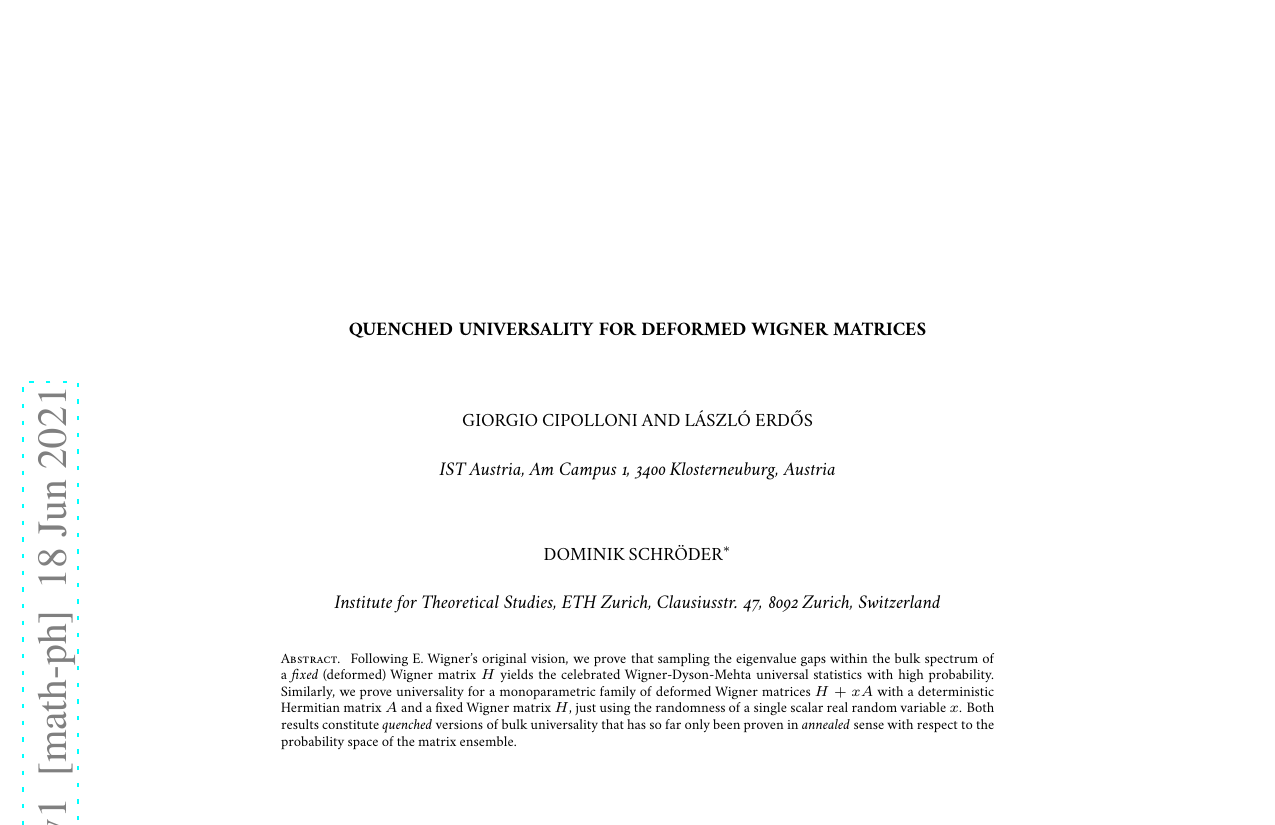 QUENCHED UNIVERSALITY FOR DEFORMED WIGNER MATRICES
GIORGIO CIPOLLONI AND LÁSZLÓ ERDŐS
IST Austria, Am Campus 1, 3400 Klosterneuburg, Austria
DOMINIK SCHRÖDER*
Institute for Theoretical Studies, ETH Zurich, Clausiusstr. 47, 8092 Zurich, Switzerland
Abstract. Following E. Wigner's original vision, we prove that sampling the eigenvalue gaps within the bulk spectrum of
a fixed (deformed) Wigner matrix H yields the celebrated Wigner-Dyson-Mehta universal statistics with high probability.
Similarly, we prove universality for a monoparametric family of deformed Wigner matrices H + xA with a deterministic
Hermitian matrix A and a fixed Wigner matrix H, just using the randomness of a single scalar real random variable x. Both
results constitute quenched versions of bulk universality that has so far only been proven in annealed sense with respect to the
probability space of the matrix ensemble.
[math-ph] 18 Jun 2021